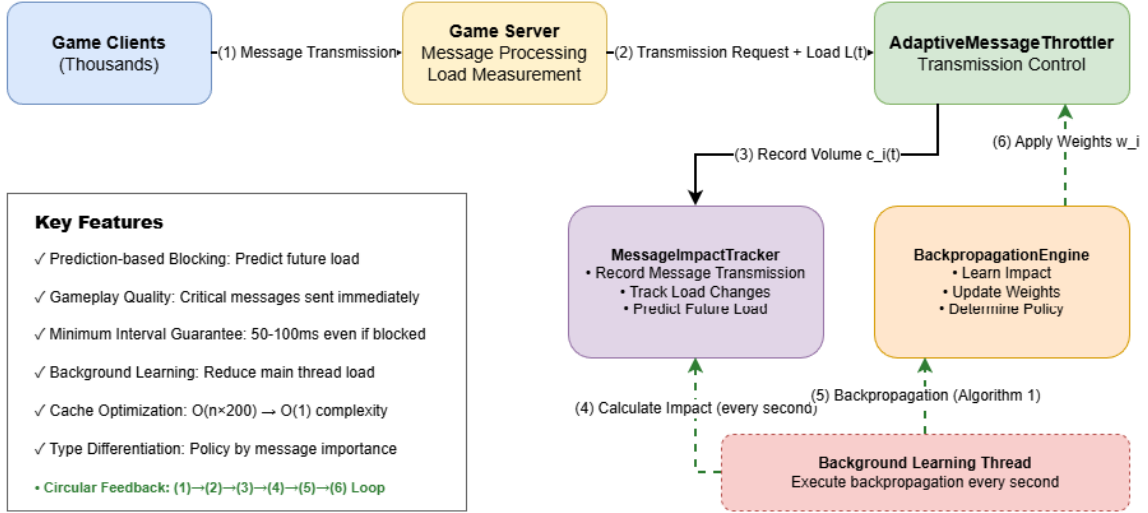 Game Clients
(Thousands)
(1) Message Transmission
Game Server
Message Processing
Load Measurement
(2) Transmission Request + Load L(t)
AdaptiveMessageThrottler
Transmission Control
(3) Record Volume c_i(t)
(6) Apply Weights w_i
Key Features
✓ Prediction-based Blocking: Predict future load
✓ Gameplay Quality: Critical messages sent immediately
✓ Minimum Interval Guarantee: 50-100ms even if blocked
✓ Background Learning: Reduce main thread load
✓ Cache Optimization: O(n×200) → O(1) complexity
✓ Type Differentiation: Policy by message importance
• Circular Feedback: (1)→(2)→(3)→(4)→(5)→(6) Loop
MessageImpactTracker
• Record Message Transmission
• Track Load Changes
• Predict Future Load
BackpropagationEngine
• Learn Impact
• Update Weights
• Determine Policy
(4) Calculate Impact (every second)
(5) Backpropagation (Algorithm 1)
Background Learning Thread
Execute backpropagation every second